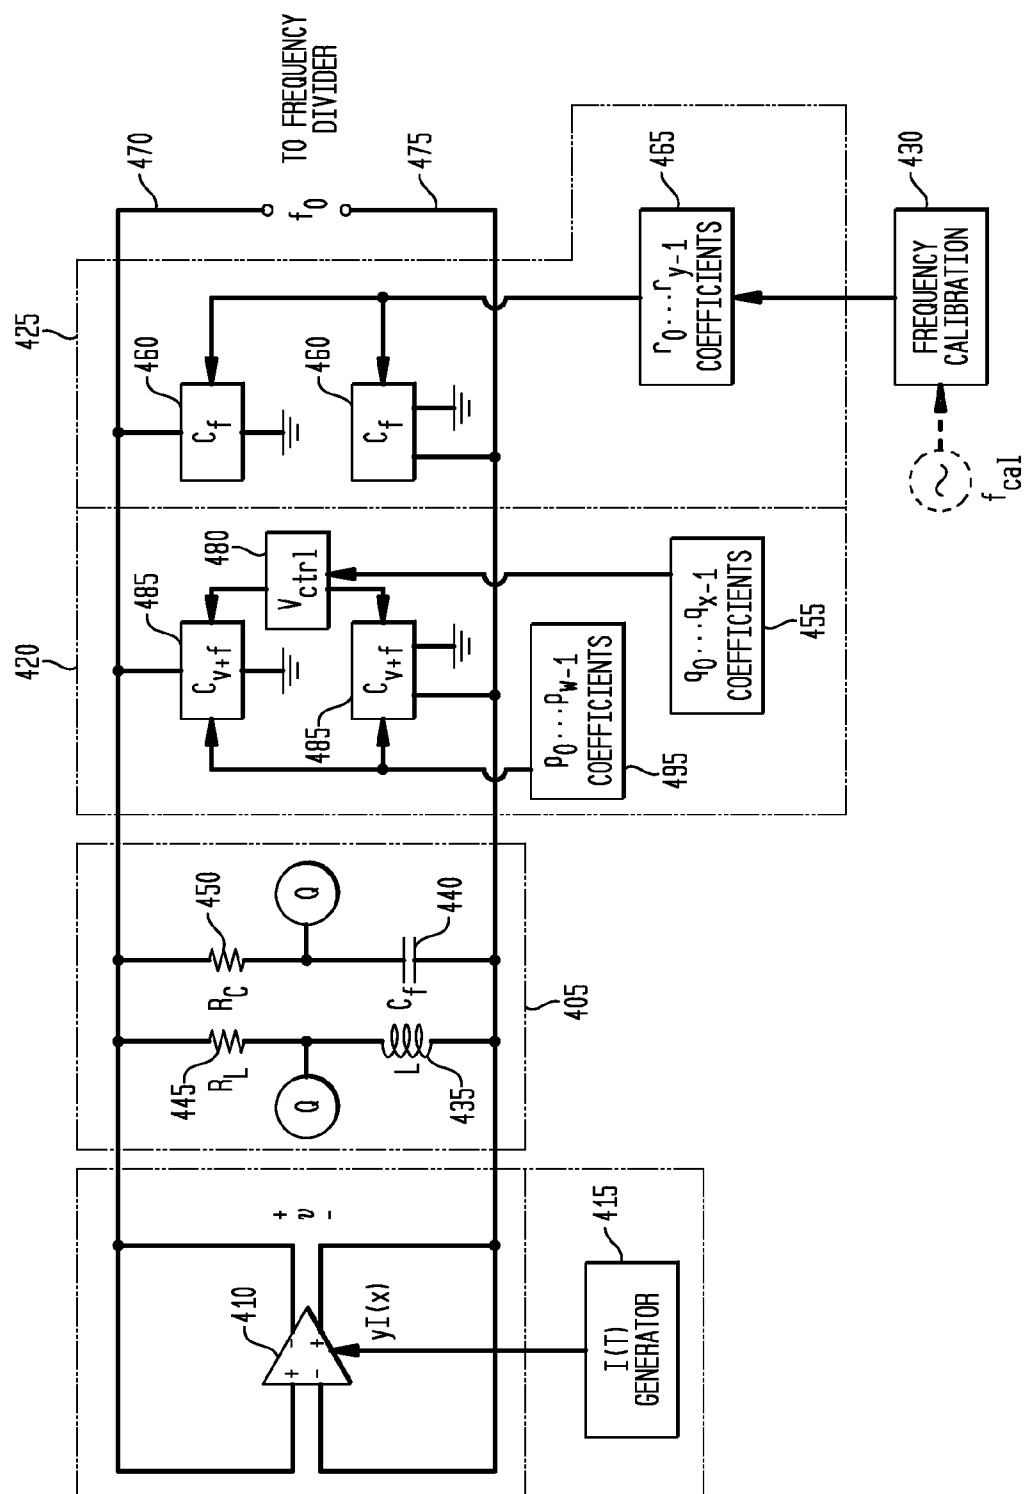 TO FREQUENCY
DIVIDER
470
f0
475
425
460
Cf
460
Cf
r0...ry-1
COEFFICIENTS
465
FREQUENCY
CALIBRATION
430
fcal
420
485
Cv+f
480
Vctrl
485
Cv+f
p0...pw-1
COEFFICIENTS
495
q0...qx-1
COEFFICIENTS
455
450
RC
Q
440
Cf
445
RL
Q
L
435
405
+
v
-
410
+ -
- +
yI(x)
I(T)
GENERATOR
415